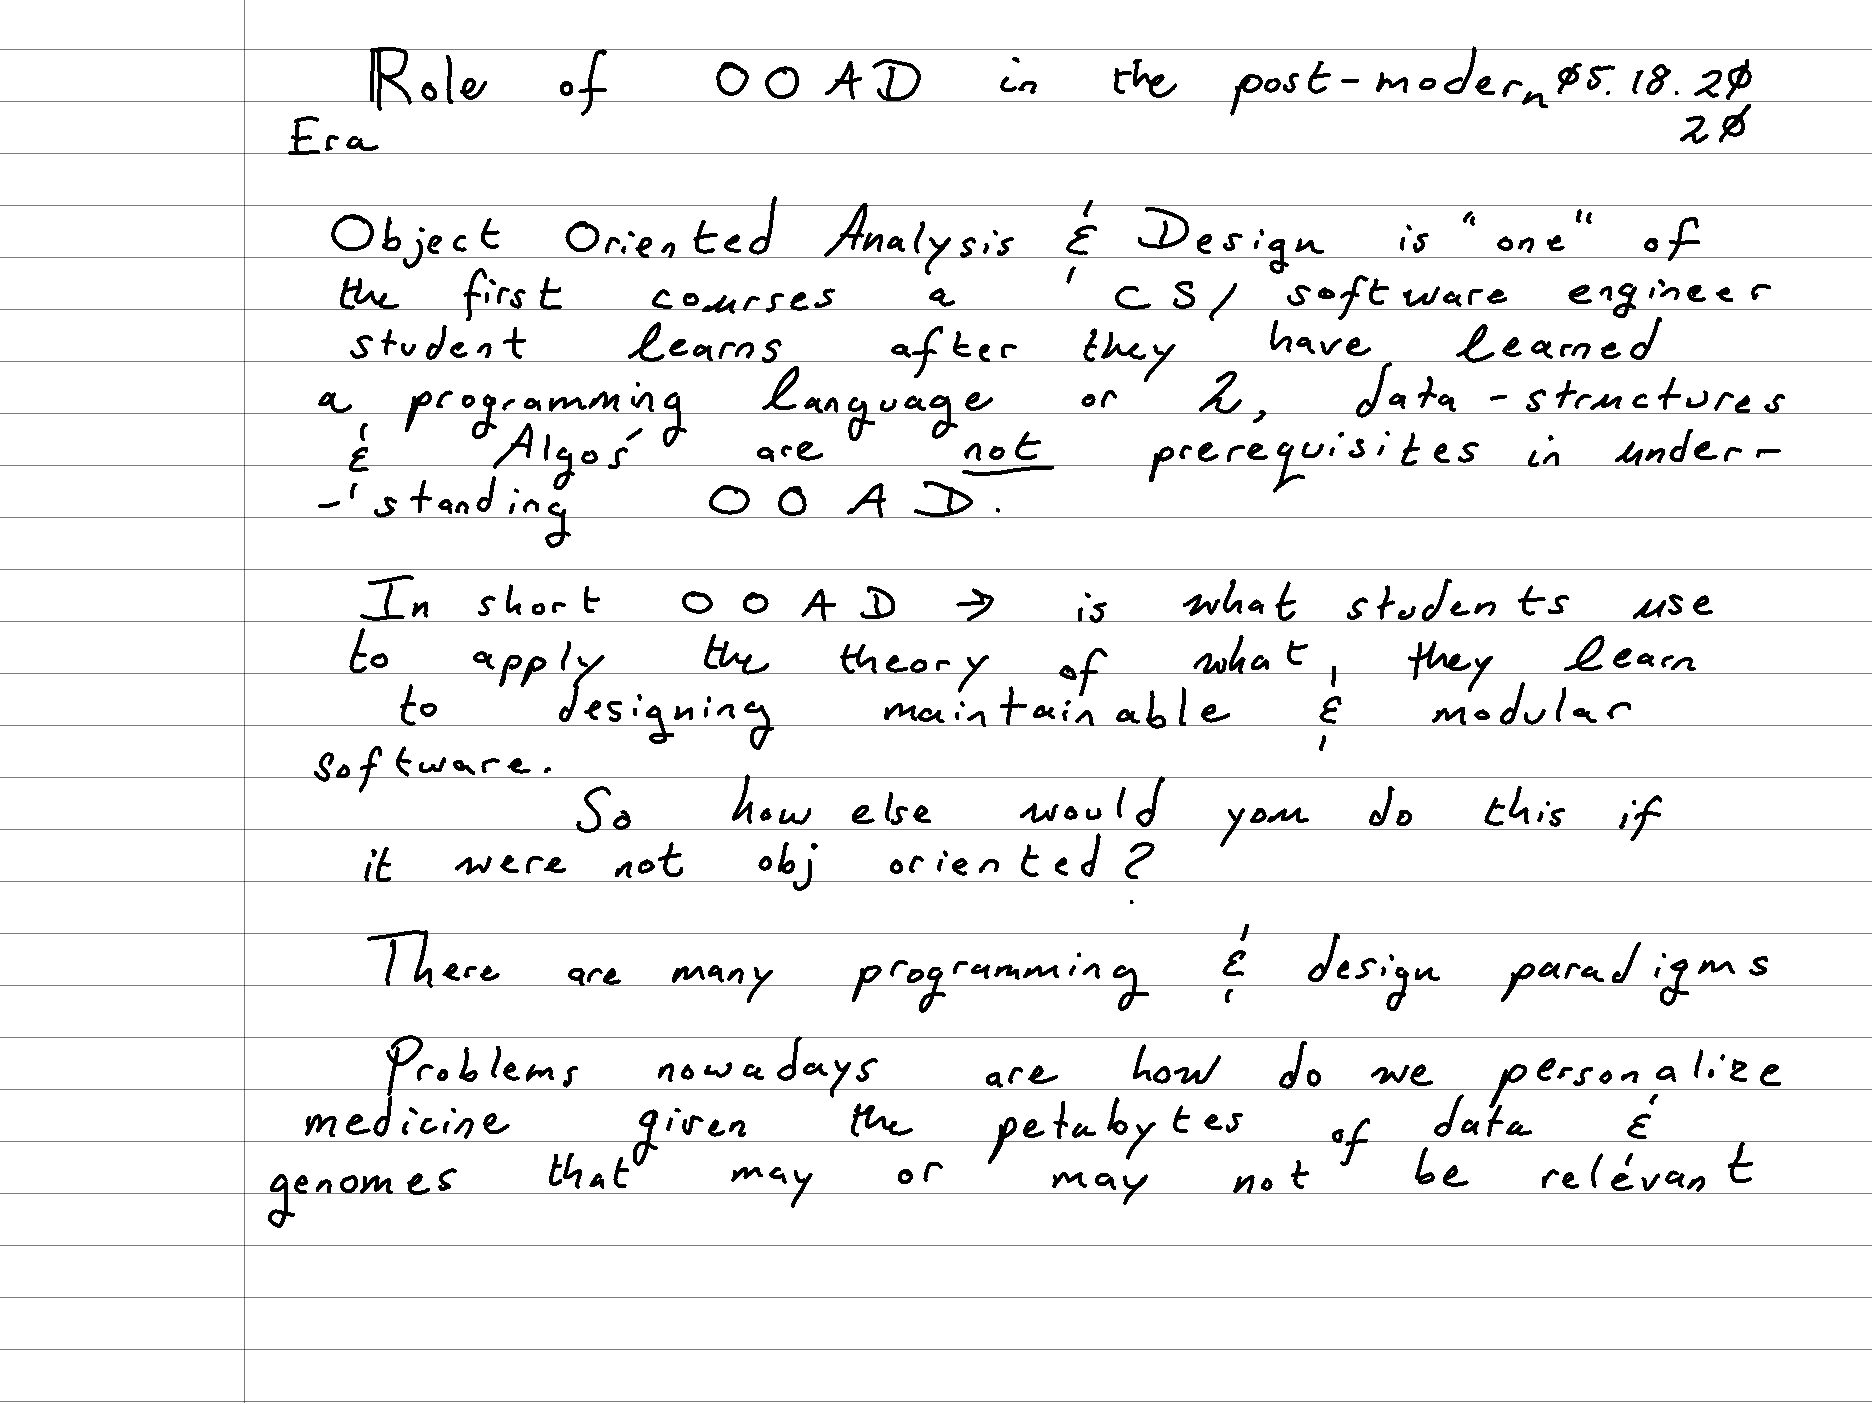 Role of OOAD in the post-modern 05.18.20
Era 20
Object Oriented Analysis & Design is "one" of
the first courses a CS/ software engineer
student learns after they have learned
a programming language or 2, data-structures
& Algos' are not prerequisites in under-
-standing OOAD.
In short OOAD → is what students use
to apply the theory of what they learn
to designing maintainable & modular
software.
So how else would you do this if
it were not obj oriented?
There are many programming & design paradigms
Problems nowadays are how do we personalize
medicine given the petabytes of data &
genomes that may or may not be relevant